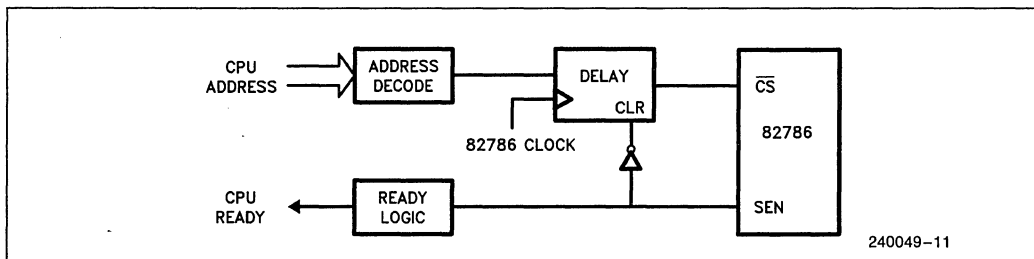 CPU
ADDRESS
ADDRESS
DECODE
DELAY
CLR
82786 CLOCK
CS
82786
SEN
CPU
READY
READY
LOGIC
240049-11